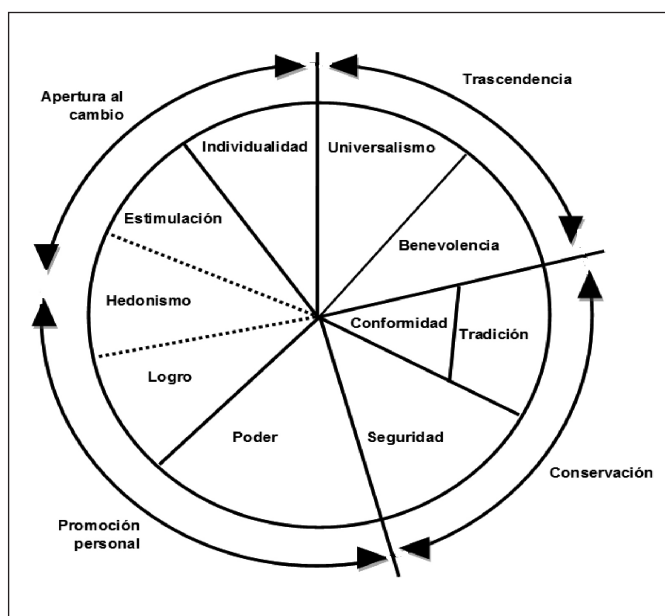 Apertura al
cambio
Trascendencia
Individualidad
Universalismo
Estimulación
Benevolencia
Hedonismo
Conformidad
Tradición
Logro
Poder
Seguridad
Conservación
Promoción
personal